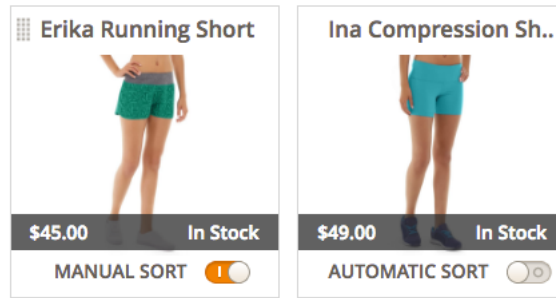 Erika Running Short
$45.00 In Stock
MANUAL SORT
Ina Compression Sh..
$49.00 In Stock
AUTOMATIC SORT